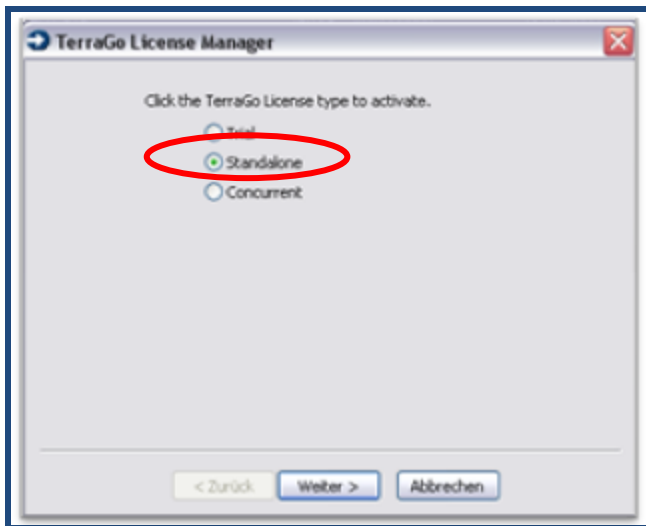 TerraGo License Manager
Click the TerraGo License type to activate.
Trial
Standalone
Concurrent
< Zurück
Weiter >
Abbrechen